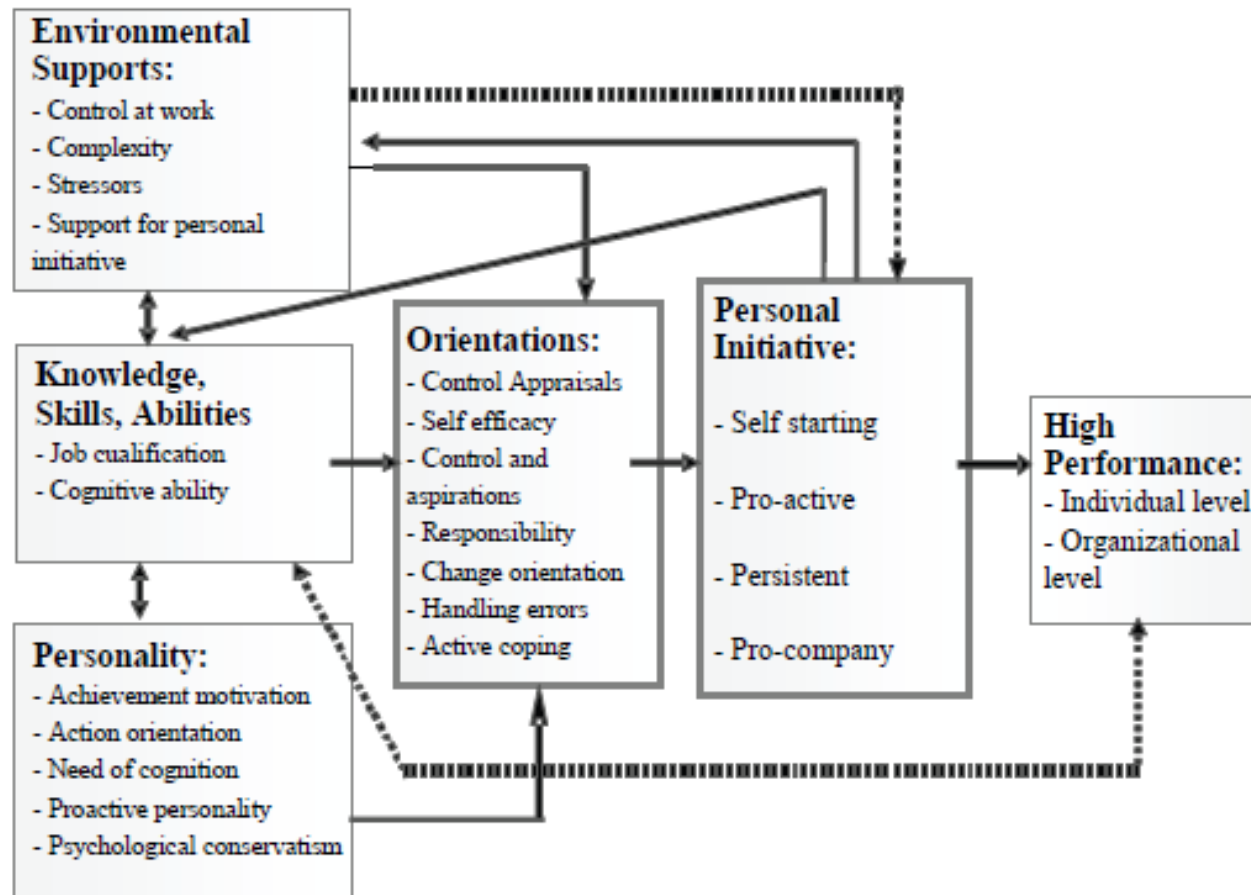 Environmental
Supports:
- Control at work
- Complexity
- Stressors
- Support for personal
initiative
Knowledge,
Skills, Abilities
- Job cualification
- Cognitive ability
Personality:
- Achievement motivation
- Action orientation
- Need of cognition
- Proactive personality
- Psychological conservatism
Orientations:
- Control Appraisals
- Self efficacy
- Control and
aspirations
- Responsibility
- Change orientation
- Handling errors
- Active coping
Personal
Initiative:
- Self starting
- Pro-active
- Persistent
- Pro-company
High
Performance:
- Individual level
- Organizational
level